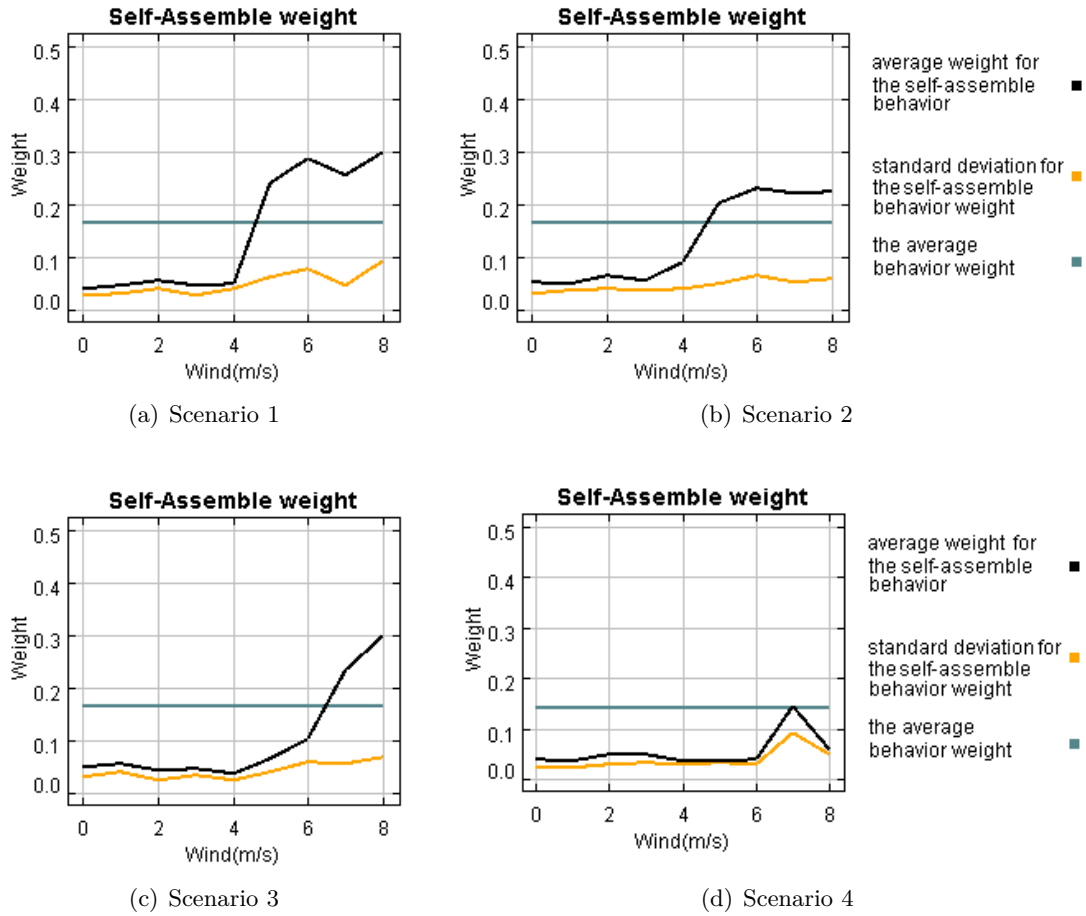 Self-Assemble weight
0.5
0.4
0.3
0.2
0.1
0.0
Weight
0 2 4 6 8
Wind(m/s)
(a) Scenario 1
Self-Assemble weight
0.5
0.4
0.3
0.2
0.1
0.0
Weight
0 2 4 6 8
Wind(m/s)
(b) Scenario 2
average weight for
the self-assemble
behavior
standard deviation for
the self-assemble
behavior weight
the average
behavior weight
Self-Assemble weight
0.5
0.4
0.3
0.2
0.1
0.0
Weight
0 2 4 6 8
Wind(m/s)
(c) Scenario 3
Self-Assemble weight
0.5
0.4
0.3
0.2
0.1
0.0
Weight
0 2 4 6 8
Wind(m/s)
(d) Scenario 4
average weight for
the self-assemble
behavior
standard deviation for
the self-assemble
behavior weight
the average
behavior weight